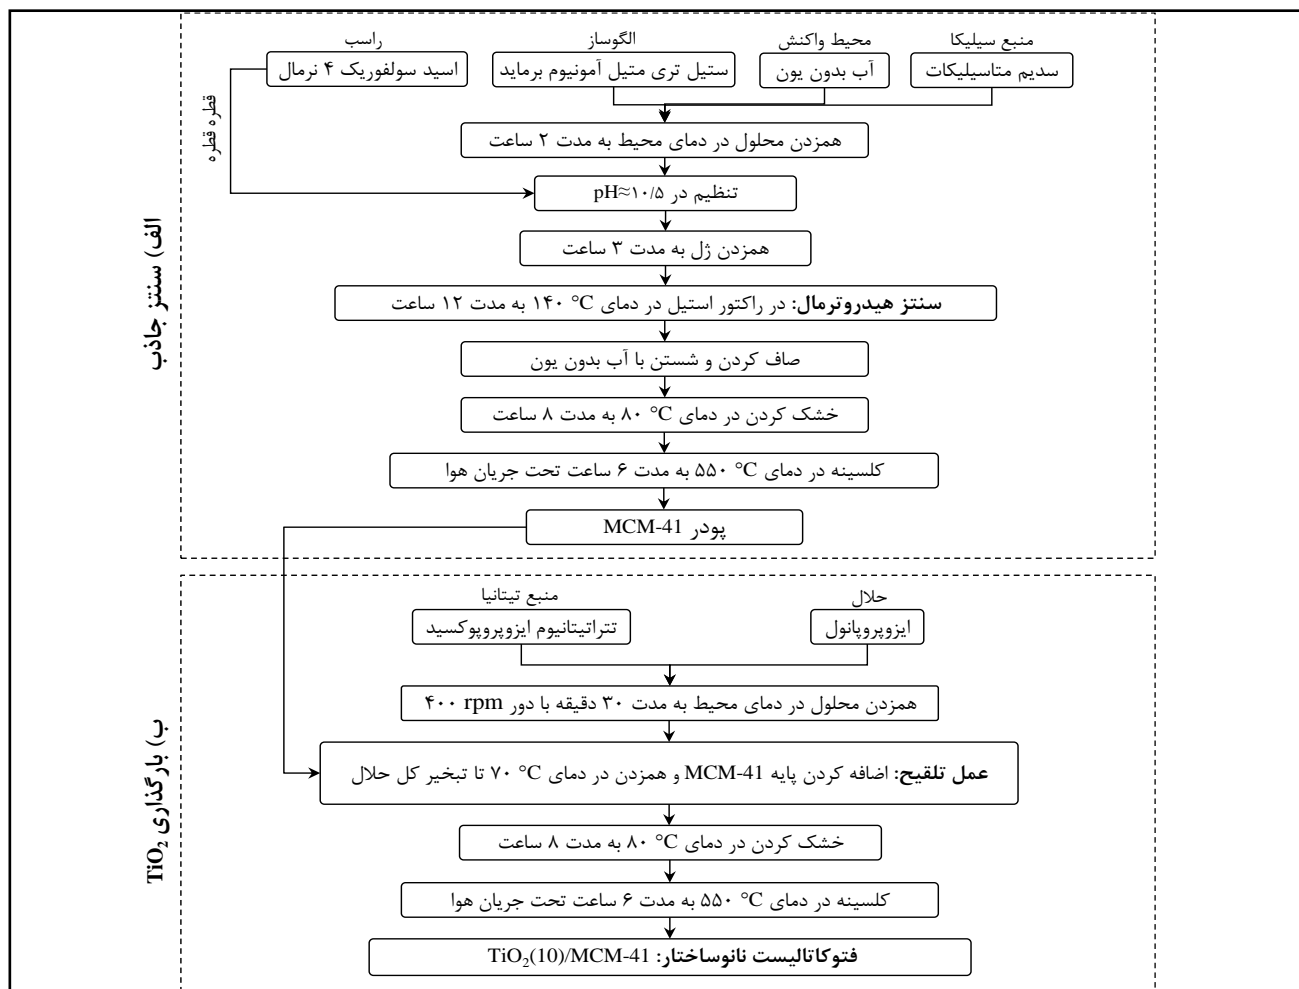 منبع سیلیکا
محیط واکنش
الگوساز
راسب
سدیم متاسیلیکات
آب بدون یون
ستیل تری متیل آمونیوم برماید
اسید سولفوریک ۴ نرمال
قطره قطره
همزدن محلول در دمای محیط به مدت ۲ ساعت
تنظیم در pH≈۱۰/۵
همزدن ژل به مدت ۳ ساعت
سنتز هیدروترمال: در راکتور استیل در دمای ۱۴۰ °C به مدت ۱۲ ساعت
صاف کردن و شستن با آب بدون یون
خشک کردن در دمای ۸۰ °C به مدت ۸ ساعت
کلسینه در دمای ۵۵۰ °C به مدت ۶ ساعت تحت جریان هوا
پودر MCM-41
الف) سنتز جاذب
حلال
منبع تیتانیا
ایزوپروپانول
تتراتیتانیوم ایزوپروپوکسید
همزدن محلول در دمای محیط به مدت ۳۰ دقیقه با دور ۴۰۰ rpm
عمل تلقیح: اضافه کردن پایه MCM-41 و همزدن در دمای ۷۰ °C تا تبخیر کل حلال
خشک کردن در دمای ۸۰ °C به مدت ۸ ساعت
کلسینه در دمای ۵۵۰ °C به مدت ۶ ساعت تحت جریان هوا
فتوکاتالیست نانوساختار: TiO₂(10)/MCM-41
ب) بارگذاری TiO₂